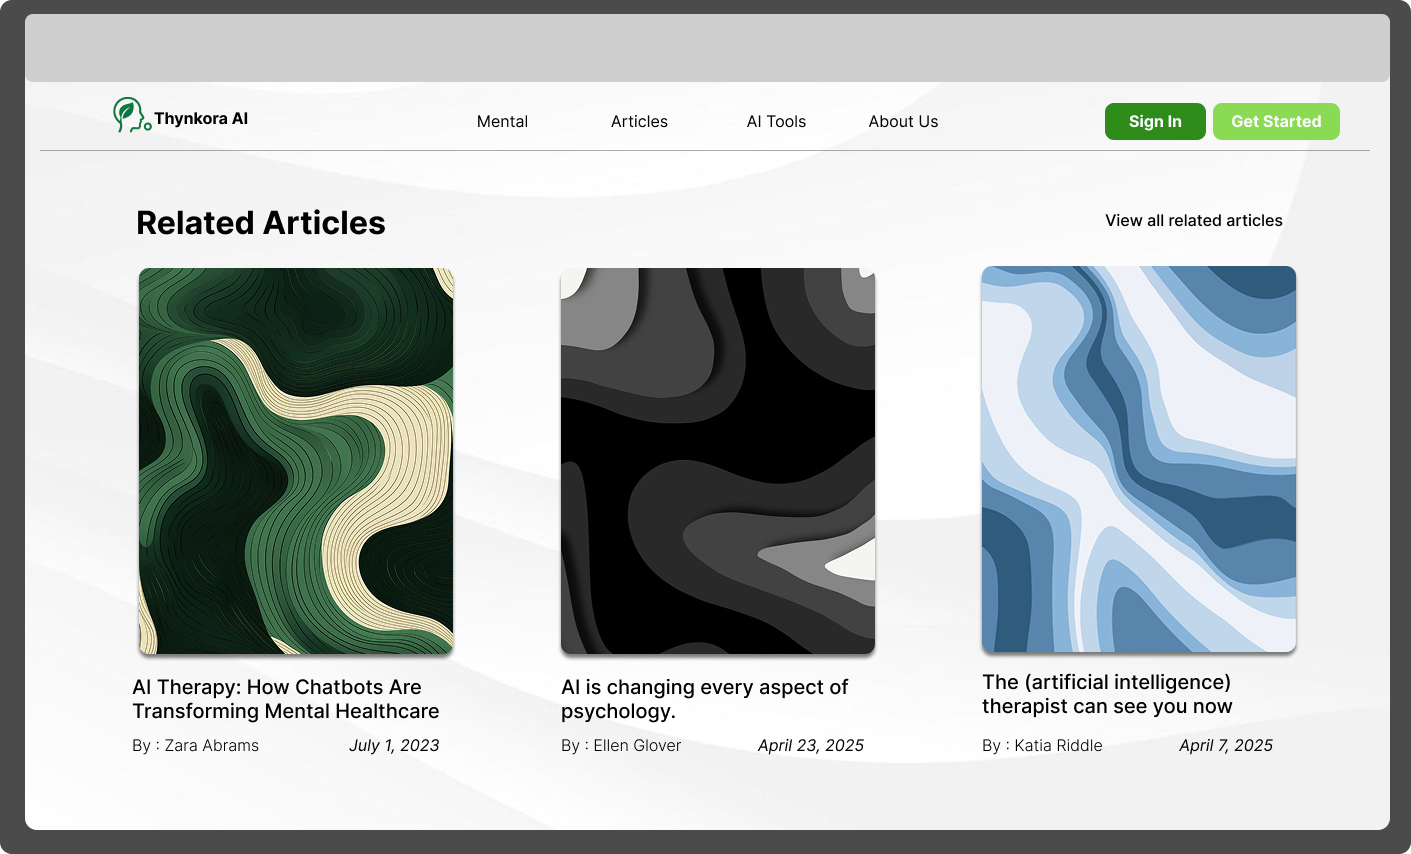 Thynkora AI
Mental
Articles
AI Tools
About Us
Sign In
Get Started
Related Articles
View all related articles
AI Therapy: How Chatbots Are
Transforming Mental Healthcare
By : Zara Abrams
July 1, 2023
AI is changing every aspect of
psychology.
By : Ellen Glover
April 23, 2025
The (artificial intelligence)
therapist can see you now
By : Katia Riddle
April 7, 2025